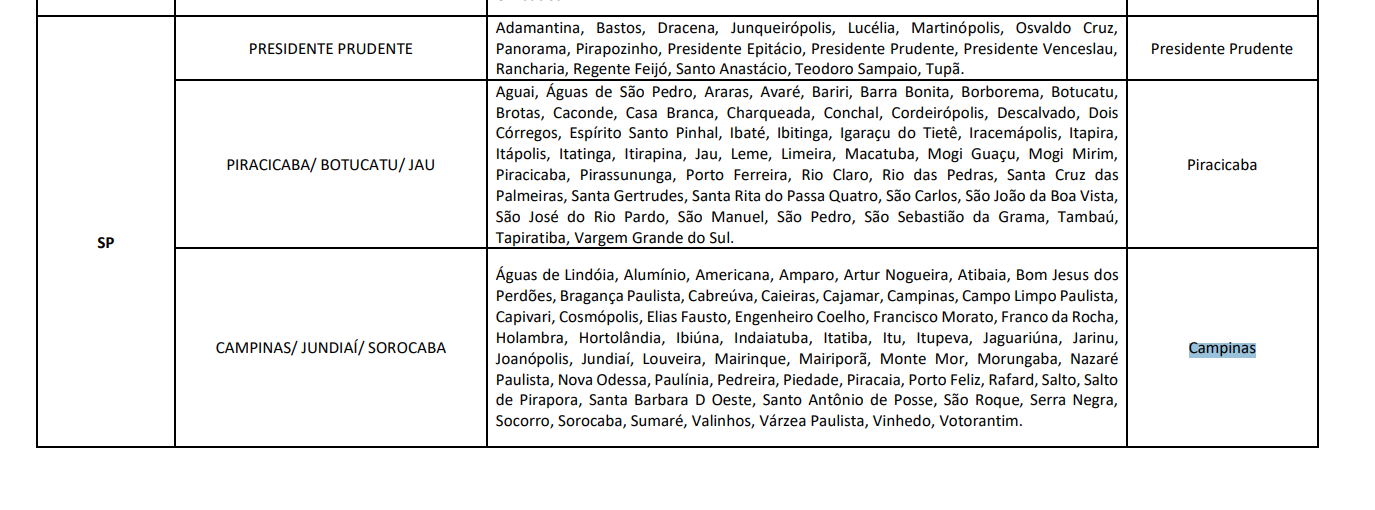 Adamantina, Bastos, Dracena, Junqueirópolis, Lucélia, Martinópolis, Osvaldo Cruz,
PRESIDENTE PRUDENTE
Panorama, Pirapozinho, Presidente Epitácio, Presidente Prudente, Presidente Venceslau,
Presidente Prudente
Rancharia, Regente Feijó, Santo Anastácio, Teodoro Sampaio, Tupã.
Aguai, Águas de São Pedro, Araras, Avaré, Bariri, Barra Bonita, Borborema, Botucatu,
Brotas, Caconde, Casa Branca, Charqueada, Conchal, Cordeirópolis, Descalvado, Dois
Córregos, Espírito Santo Pinhal, Ibaté, Ibitinga, Igaraçu do Tietê, Iracemápolis, Itapira,
Itápolis, Itatinga, Itirapina, Jau, Leme, Limeira, Macatuba, Mogi Guaçu, Mogi Mirim,
PIRACICABA/ BOTUCATU/ JAU
Piracicaba
Piracicaba, Pirassununga, Porto Ferreira, Rio Claro, Rio das Pedras, Santa Cruz das
Palmeiras, Santa Gertrudes, Santa Rita do Passa Quatro, São Carlos, São João da Boa Vista,
São José do Rio Pardo, São Manuel, São Pedro, São Sebastião da Grama, Tambaú,
Tapiratiba, Vargem Grande do Sul.
SP
Águas de Lindóia, Alumínio, Americana, Amparo, Artur Nogueira, Atibaia, Bom Jesus dos
Perdões, Bragança Paulista, Cabreúva, Caieiras, Cajamar, Campinas, Campo Limpo Paulista,
Capivari, Cosmópolis, Elias Fausto, Engenheiro Coelho, Francisco Morato, Franco da Rocha,
Holambra, Hortolândia, Ibiúna, Indaiatuba, Itatiba, Itu, Itupeva, Jaguariúna, Jarinu,
CAMPINAS/ JUNDIAÍ/ SOROCABA
Campinas
Joanópolis, Jundiaí, Louveira, Mairinque, Mairiporã, Monte Mor, Morungaba, Nazaré
Paulista, Nova Odessa, Paulínia, Pedreira, Piedade, Piracaia, Porto Feliz, Rafard, Salto, Salto
de Pirapora, Santa Barbara D Oeste, Santo Antônio de Posse, São Roque, Serra Negra,
Socorro, Sorocaba, Sumaré, Valinhos, Várzea Paulista, Vinhedo, Votorantim.